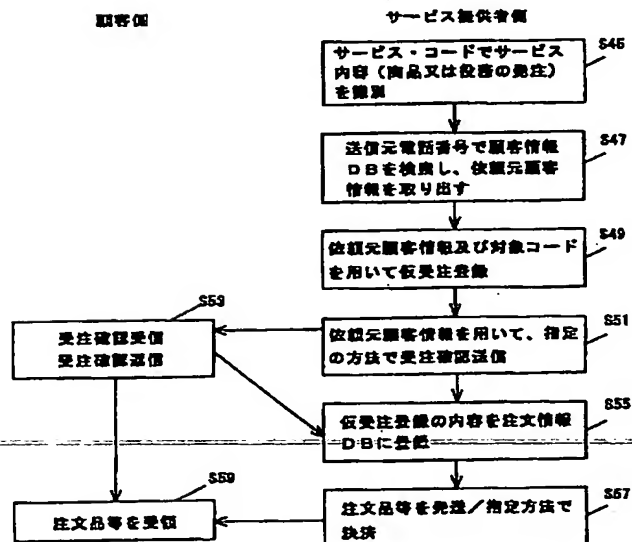 顧客側
サービス提供者側
S45
サービス・コードでサービス
内容（商品又は役務の発注）
を識別
S47
送信元電話番号で顧客情報
DBを検索し、依頼元顧客
情報を取り出す
S49
依頼元顧客情報及び対象コード
を用いて仮受注登録
S53
受注確認受信
受注確認返信
S51
依頼元顧客情報を用いて、指定
の方法で受注確認送信
S55
仮受注登録の内容を注文情報
DBに登録
S59
注文品等を受領
S57
注文品等を発送／指定方法で
決済